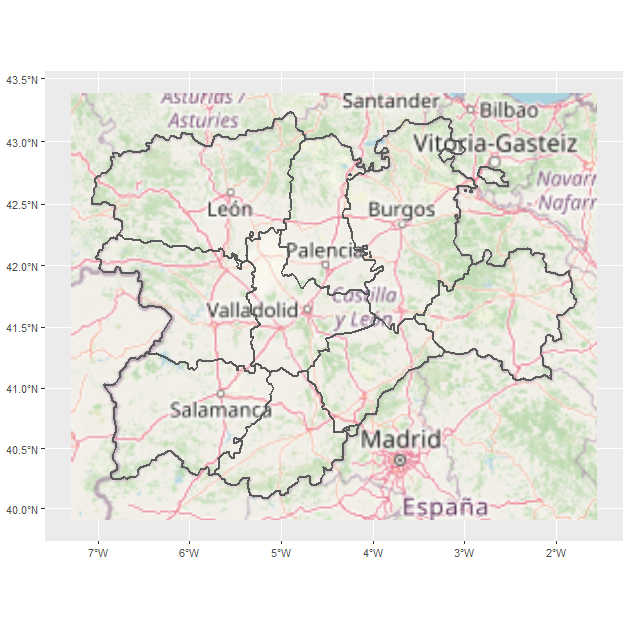 43.5°N
Asturias /
Asturies
Santander
Bilbao
43.0°N
Vitoria-Gasteiz
Navarr
- Nafarr
42.5°N
León
Burgos
Palencia
42.0°N
Castilla
y León
Valladolid
41.5°N
41.0°N
Salamanca
40.5°N
Madrid
España
40.0°N
7°W
6°W
5°W
4°W
3°W
2°W